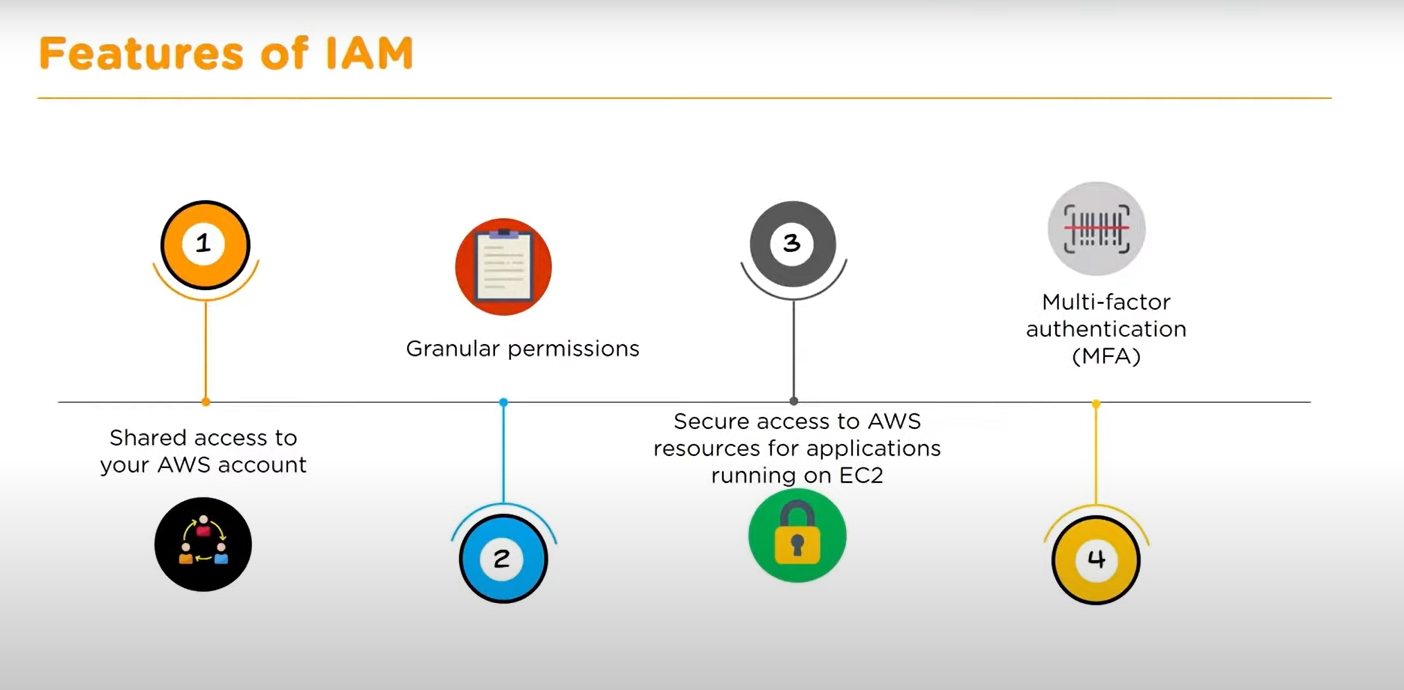 Features of IAM
1
Shared access to
your AWS account
Granular permissions
2
3
Secure access to AWS
resources for applications
running on EC2
Multi-factor
authentication
(MFA)
4